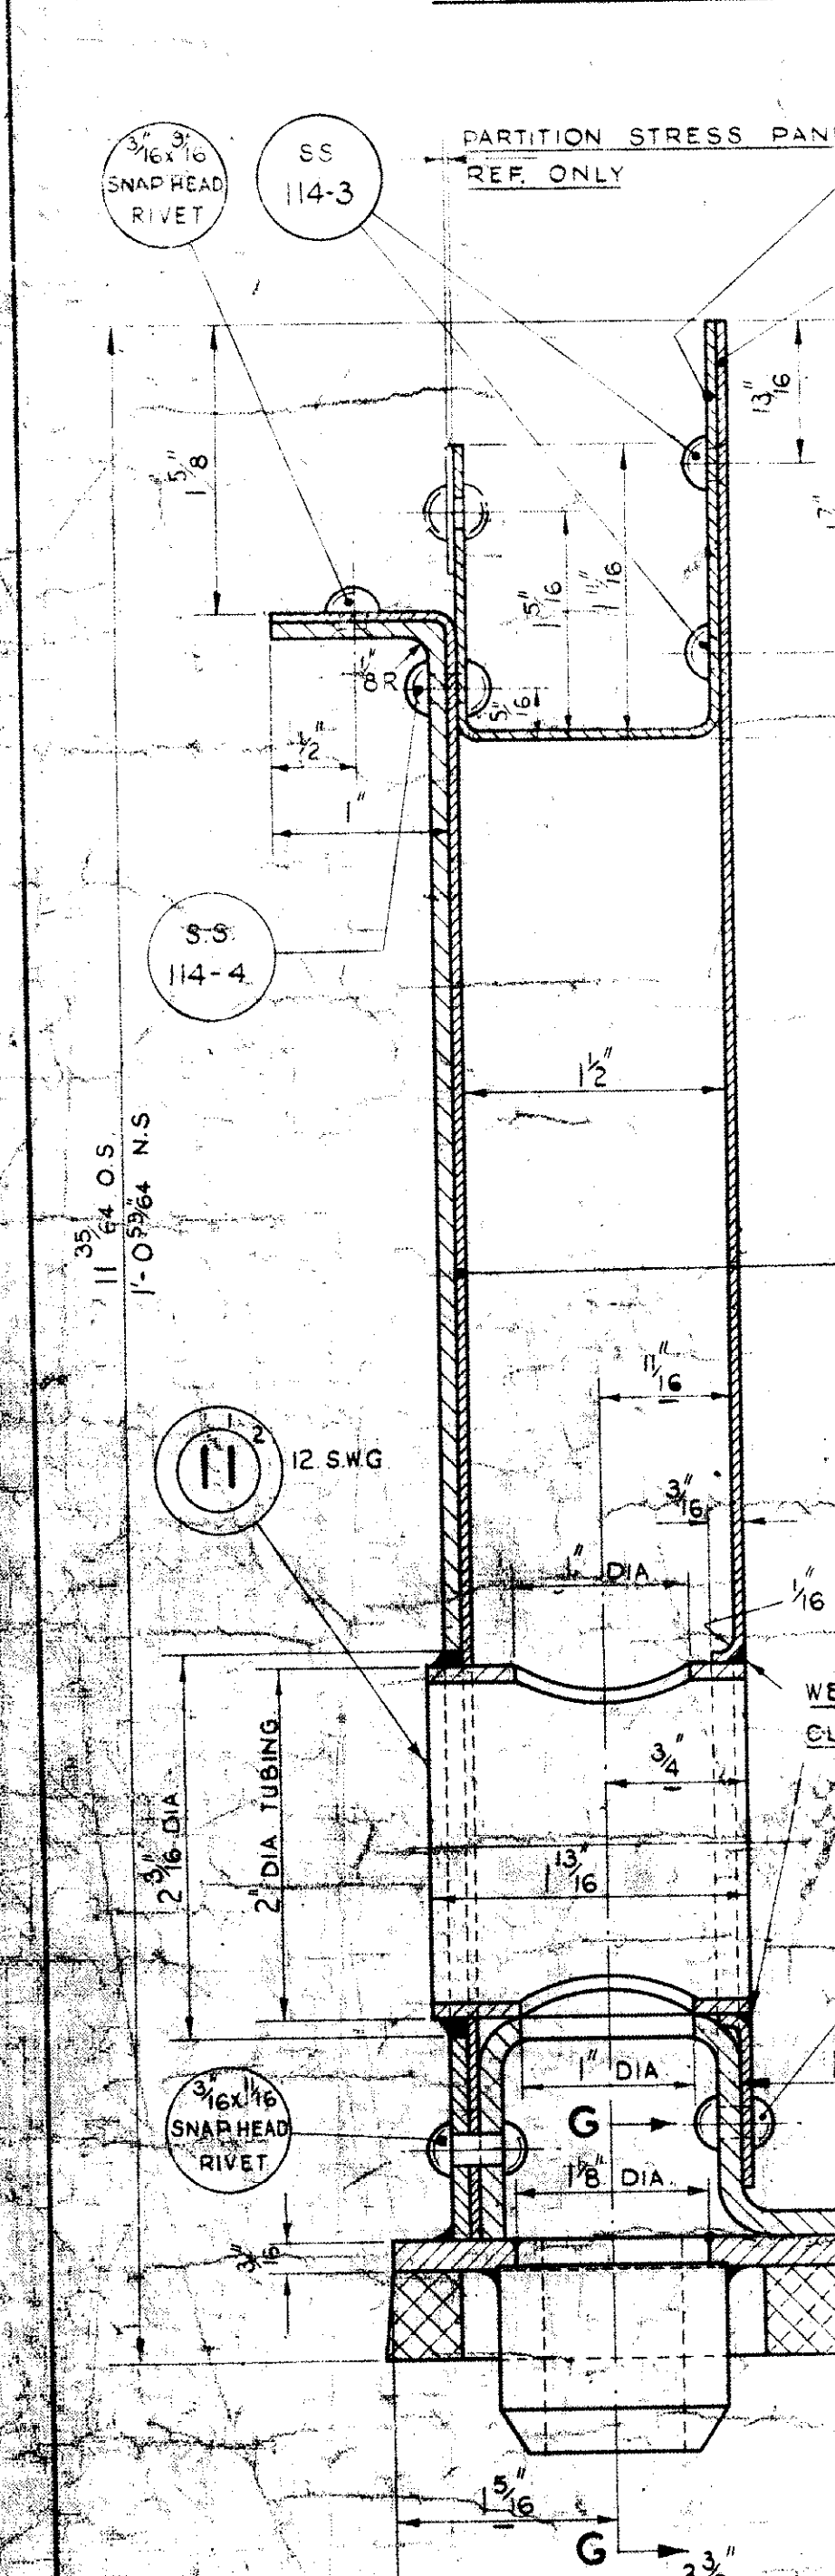 3/16" x 9/16"
SNAP HEAD
RIVET
SS
114-3
PARTITION STRESS
REF. ONLY
1 5/8"
13/16"
1 5/16"
1 11/16"
1/8" R
5/16"
1/2"
1"
S.S.
114-4
1 1/2"
11 35/64 O.S.
1'-0 53/64" N.S
11/16"
11
1 2
12 S.W.G
3/16"
1" DIA
1/16"
2 3/16" DIA
2" DIA TUBING
3/4"
1 13/16"
3/16" x 11/16
SNAP HEAD
RIVET
1" DIA
G
1 1/8" DIA.
3/16"
1 5/16"
G